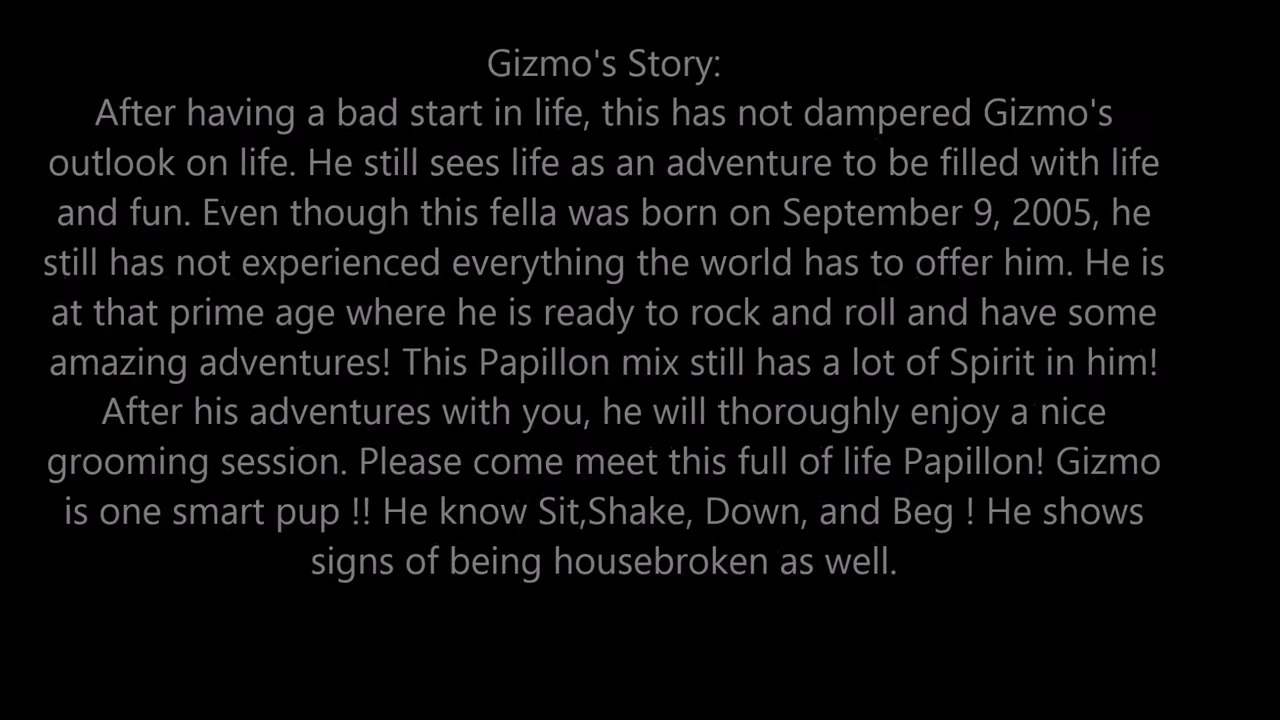 Gizmo's Story:
After having a bad start in life, this has not dampered Gizmo's
outlook on life. He still sees life as an adventure to be filled with life
and fun. Even though this fella was born on September 9, 2005, he
still has not experienced everything the world has to offer him. He is
at that prime age where he is ready to rock and roll and have some
amazing adventures! This Papillon mix still has a lot of Spirit in him!
After his adventures with you, he will thoroughly enjoy a nice
grooming session. Please come meet this full of life Papillon! Gizmo
is one smart pup !! He know Sit,Shake, Down, and Beg ! He shows
signs of being housebroken as well.